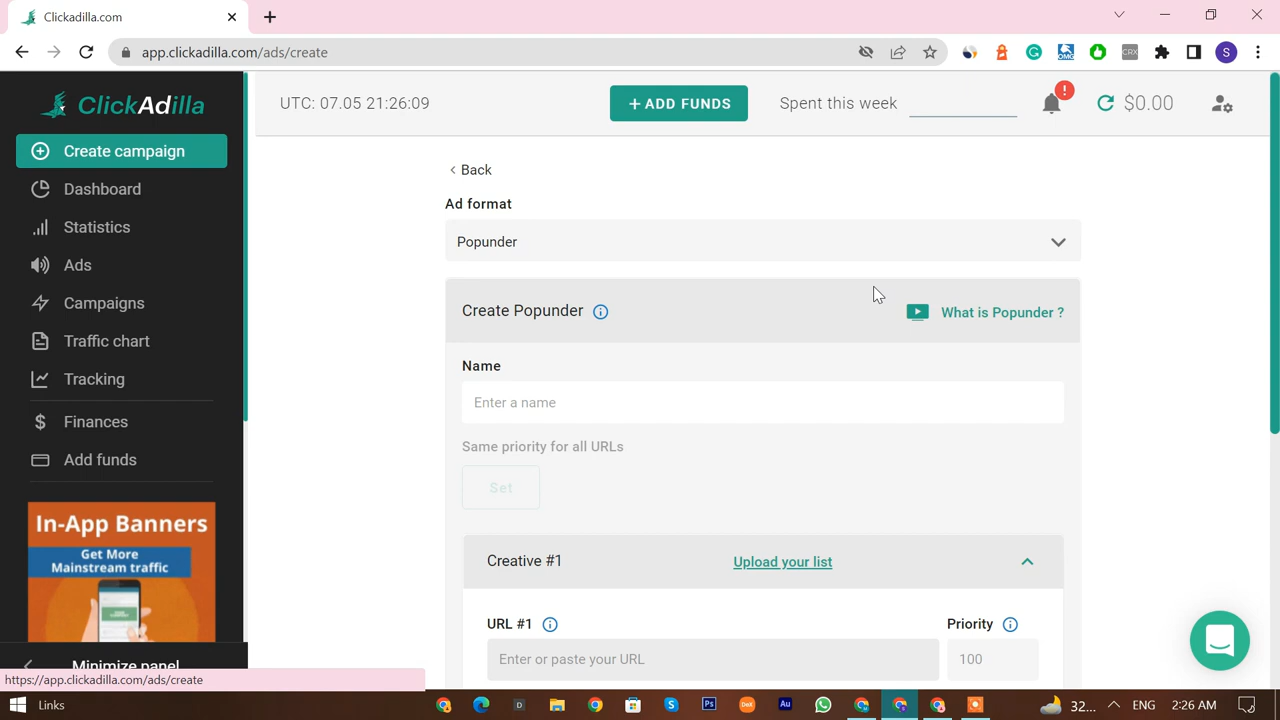 Clickadilla.com
app.clickadilla.com/ads/create
CRX
S
ClickAdilla
UTC: 07.05 21:26:09
+ ADD FUNDS
Spent this week
!
$0.00
Create campaign
Dashboard
Statistics
Ads
Campaigns
Traffic chart
Tracking
Finances
Add funds
In-App Banners
Get More
Mainstream traffic
Minimize panel
https://app.clickadilla.com/ads/create
Back
Ad format
Popunder
Create Popunder
What is Popunder ?
Name
Enter a name
Same priority for all URLs
Set
Creative #1
Upload your list
URL #1
Priority
Enter or paste your URL
100
Links
32...
ENG
2:26 AM